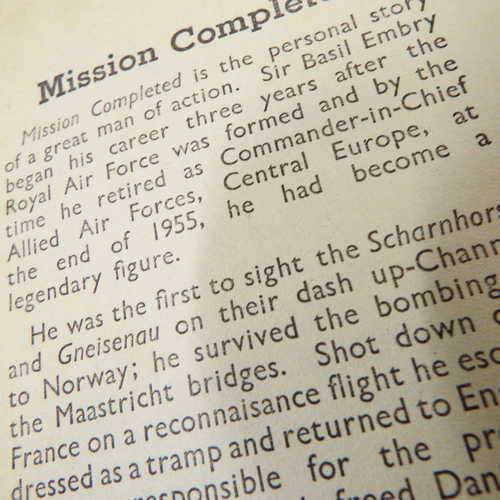 Mission Complete
Mission Completed is the personal story
of a great man of action. Sir Basil Embry
began his career three years after the
Royal Air Force was formed and by the
time he retired as Commander-in-Chief
Allied Air Forces, Central Europe, at
the end of 1955, he had become a
legendary figure.
He was the first to sight the Scharnhors
and Gneisenau on their dash up-Chann
to Norway; he survived the bombing
the Maastricht bridges. Shot down
France on a reconnaisance flight he esc
dressed as a tramp and returned to En
responsible for the pr
freed Dan